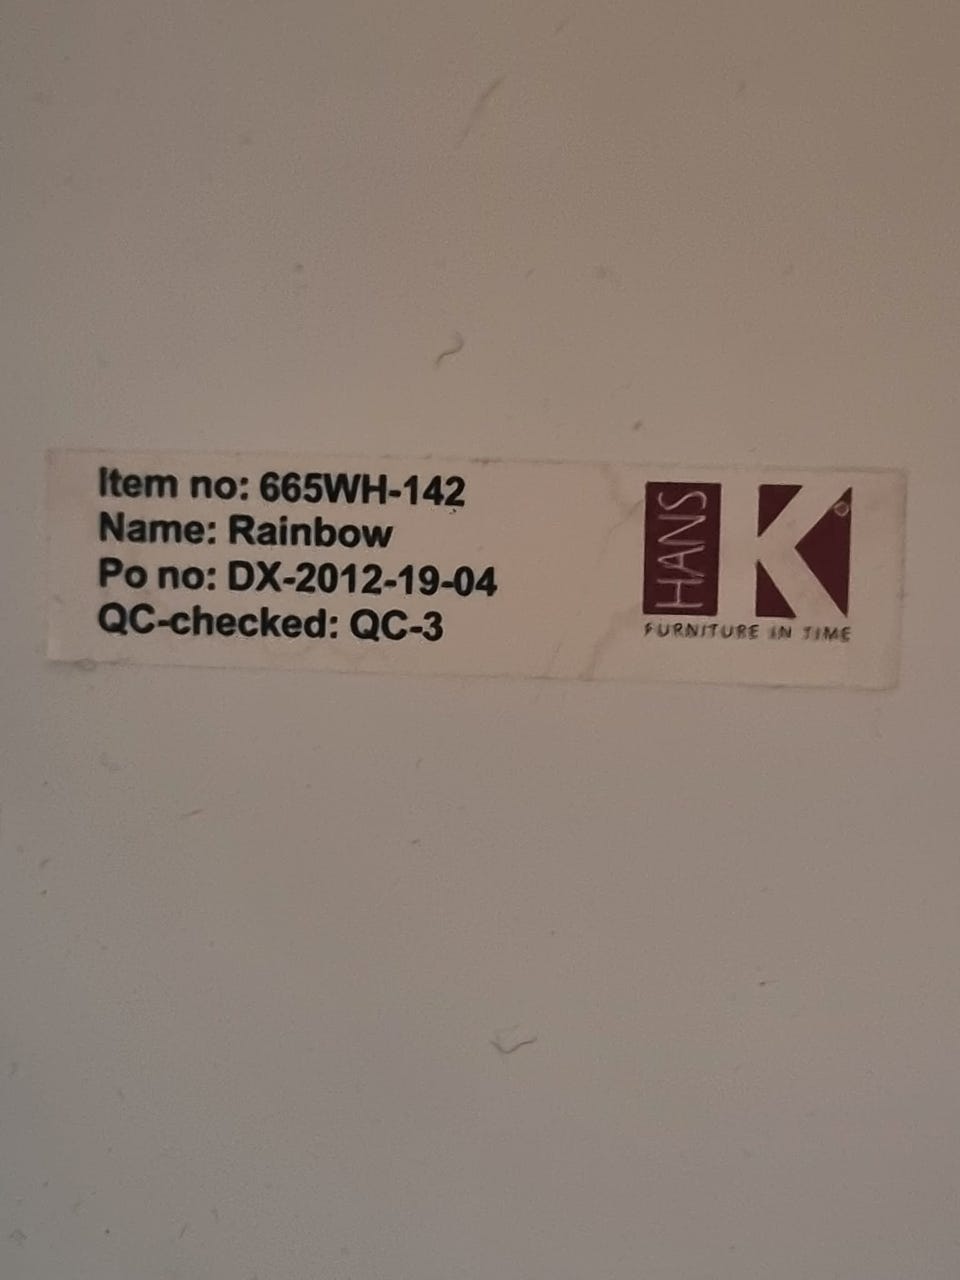 Item no: 665WH-142
Name: Rainbow
Po no: DX-2012-19-04
QC-checked: QC-3
HANS
K
FURNITURE IN TIME